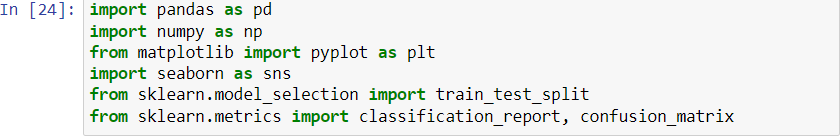 In [24]: import pandas as pd
import numpy as np
from matplotlib import pyplot as plt
import seaborn as sns
from sklearn.model_selection import train_test_split
from sklearn.metrics import classification_report, confusion_matrix